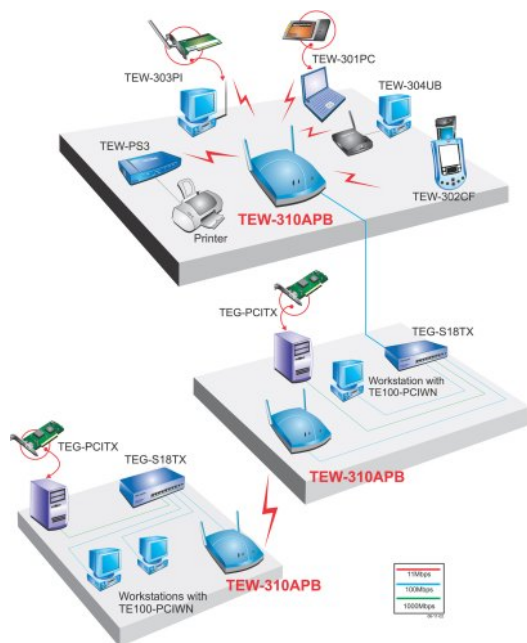 TEW-303PI
TEW-301PC
TEW-304UB
TEW-PS3
TEW-302CF
Printer
TEW-310APB
TEG-PCITX
TEG-S18TX
Workstation with
TE100-PCIWN
TEW-310APB
TEG-PCITX
TEG-S18TX
TEW-310APB
Workstations with
TE100-PCIWN
11Mbps
100Mbps
1000Mbps